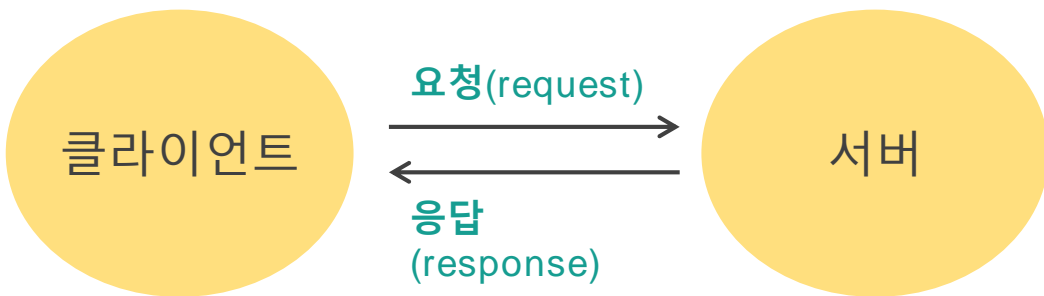 클라이언트
요청(request)
응답
(response)
서버